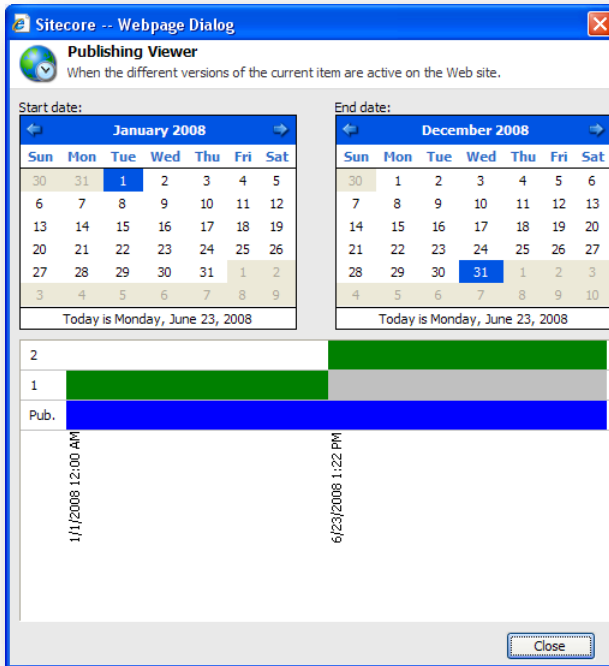 Sitecore -- Webpage Dialog
Publishing Viewer
When the different versions of the current item are active on the Web site.
Start date:
January 2008
Sun Mon Tue Wed Thu Fri Sat
30 31 1 2 3 4 5
6 7 8 9 10 11 12
13 14 15 16 17 18 19
20 21 22 23 24 25 26
27 28 29 30 31 1 2
3 4 5 6 7 8 9
Today is Monday, June 23, 2008
End date:
December 2008
Sun Mon Tue Wed Thu Fri Sat
30 1 2 3 4 5 6
7 8 9 10 11 12 13
14 15 16 17 18 19 20
21 22 23 24 25 26 27
28 29 30 31 1 2 3
4 5 6 7 8 9 10
Today is Monday, June 23, 2008
2
1
Pub.
1/1/2008 12:00 AM
6/23/2008 1:22 PM
Close